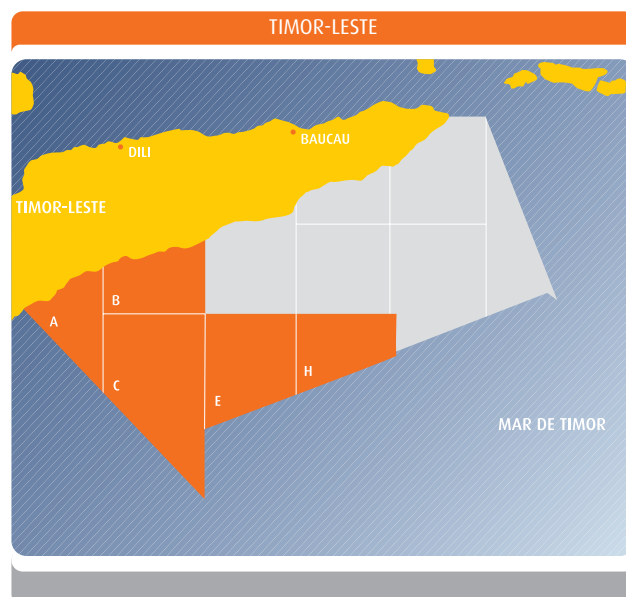 TIMOR-LESTE
DILI
BAUCAU
TIMOR-LESTE
B
A
H
C
E
MAR DE TIMOR